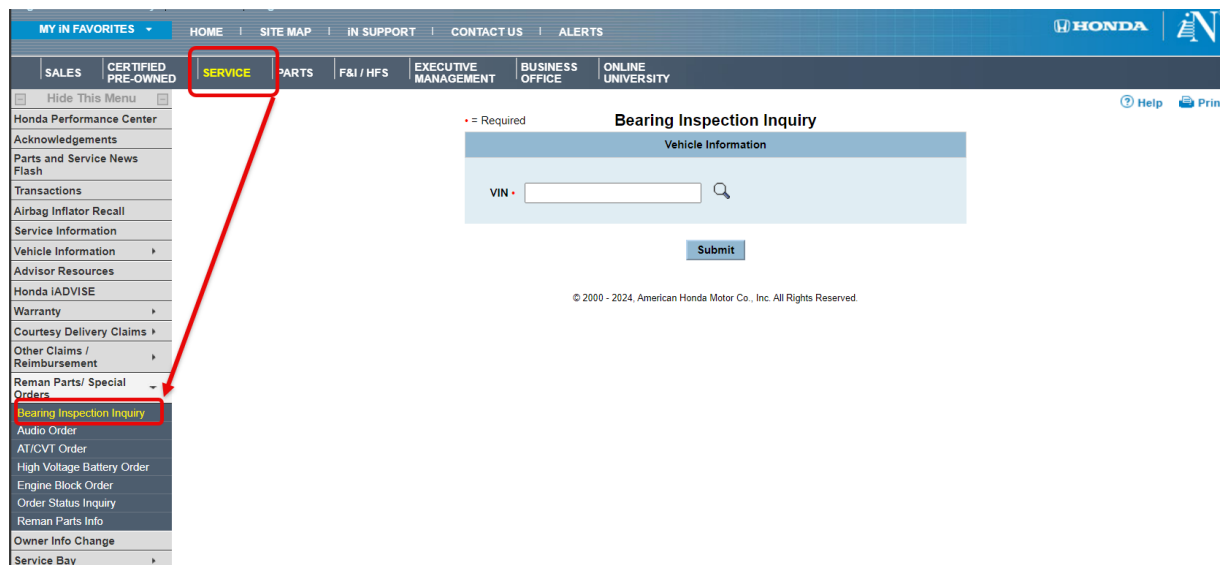 MY iN FAVORITES
HOME | SITE MAP | iN SUPPORT | CONTACT US | ALERTS
HONDA
iN
SALES
CERTIFIED
PRE-OWNED
SERVICE
PARTS
F&I / HFS
EXECUTIVE
MANAGEMENT
BUSINESS
OFFICE
ONLINE
UNIVERSITY
Hide This Menu
Honda Performance Center
Acknowledgements
Parts and Service News
Flash
Transactions
Airbag Inflator Recall
Service Information
Vehicle Information
Advisor Resources
Honda iADVISE
Warranty
Courtesy Delivery Claims
Other Claims /
Reimbursement
Reman Parts/ Special
Orders
Bearing Inspection Inquiry
Audio Order
AT/CVT Order
High Voltage Battery Order
Engine Block Order
Order Status Inquiry
Reman Parts Info
Owner Info Change
Service Bay
? Help
Prin
• = Required
Bearing Inspection Inquiry
Vehicle Information
VIN •
Submit
© 2000 - 2024, American Honda Motor Co., Inc. All Rights Reserved.